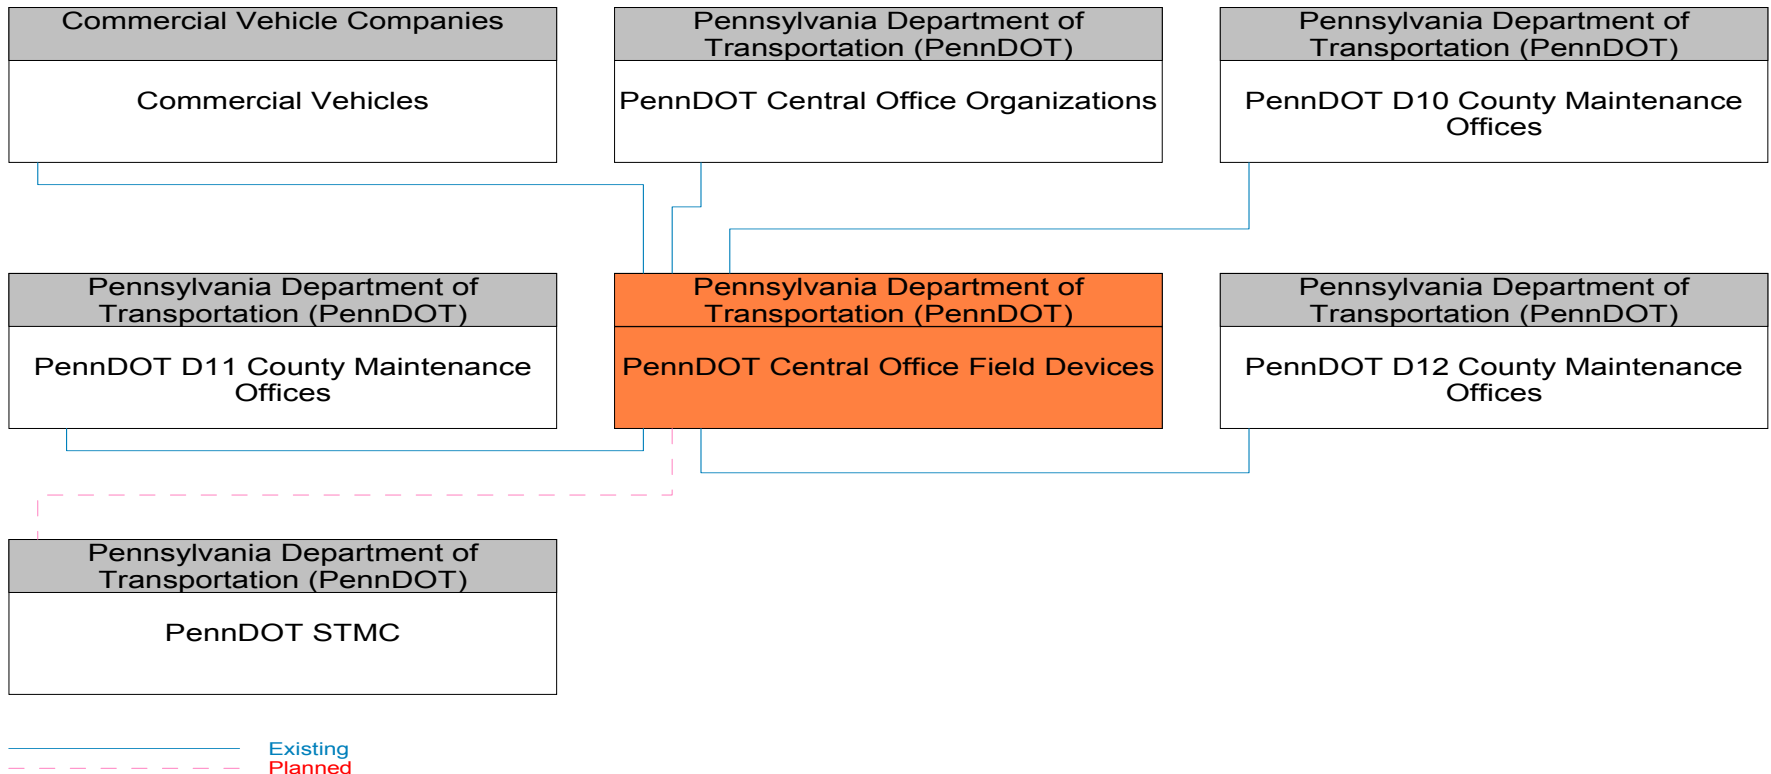 Commercial Vehicle Companies
Commercial Vehicles
Pennsylvania Department of
Transportation (PennDOT)
PennDOT Central Office Organizations
Pennsylvania Department of
Transportation (PennDOT)
PennDOT D10 County Maintenance
Offices
Pennsylvania Department of
Transportation (PennDOT)
PennDOT D11 County Maintenance
Offices
Pennsylvania Department of
Transportation (PennDOT)
PennDOT Central Office Field Devices
Pennsylvania Department of
Transportation (PennDOT)
PennDOT D12 County Maintenance
Offices
Pennsylvania Department of
Transportation (PennDOT)
PennDOT STMC
Existing
Planned